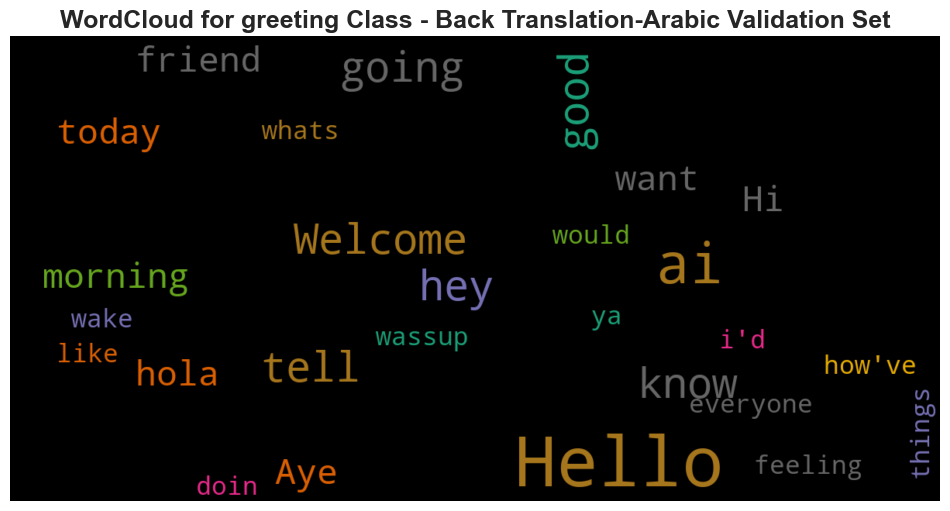 WordCloud for greeting Class - Back Translation-Arabic Validation Set
friend
going
good
today
whats
want
Hi
Welcome
would
ai
morning
hey
wake
ya
wassup
i'd
like
hola
tell
how've
know
everyone
things
Hello
feeling
Aye
doin